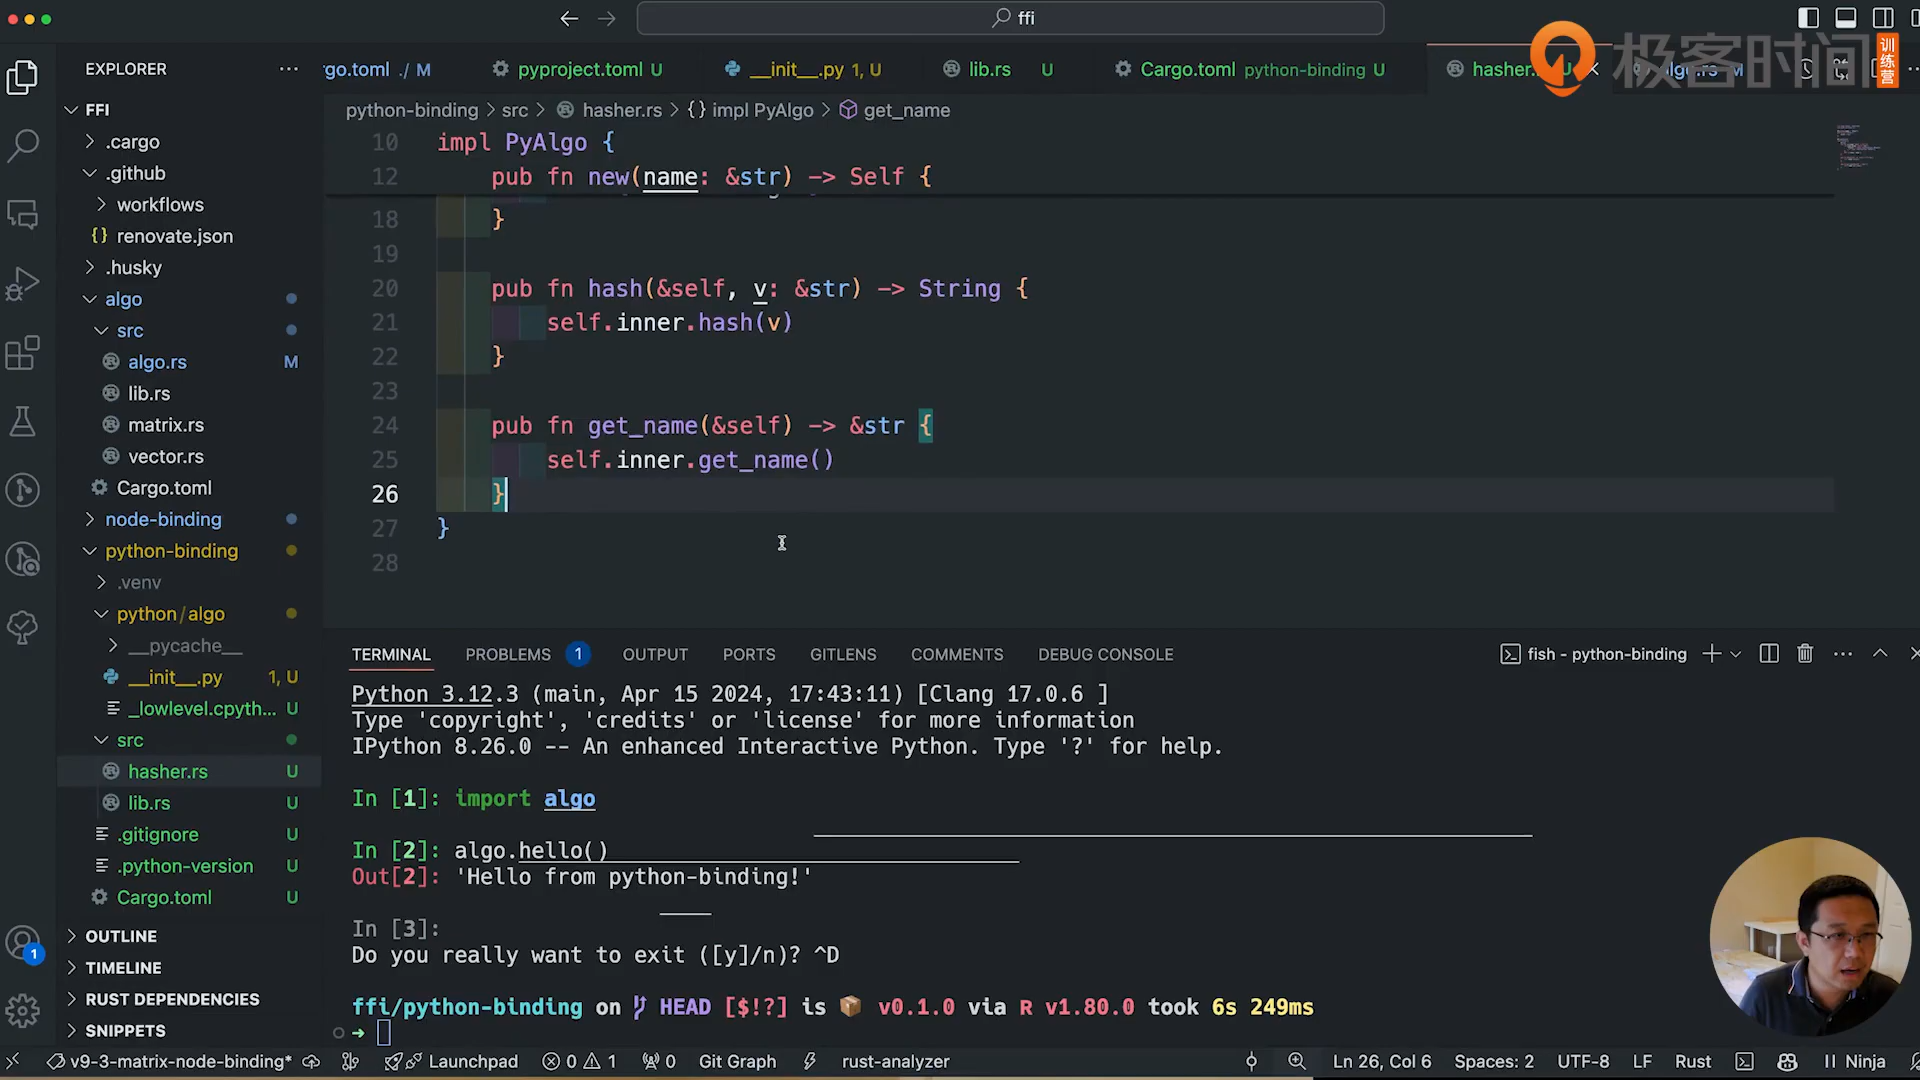 ffi
极客时间 训练营
EXPLORER
rgo.toml ./ M
pyproject.toml U
__init__.py 1, U
lib.rs U
Cargo.toml python-binding U
hasher.
FFI
python-binding > src > hasher.rs > {} impl PyAlgo > get_name
.cargo
.github
workflows
{} renovate.json
.husky
algo
src
algo.rs M
lib.rs
matrix.rs
vector.rs
Cargo.toml
node-binding
python-binding
.venv
python/algo
__pycache__
__init__.py 1, U
_lowlevel.cpyth... U
src
hasher.rs U
lib.rs U
.gitignore U
.python-version U
Cargo.toml U
OUTLINE
TIMELINE
RUST DEPENDENCIES
SNIPPETS
10 impl PyAlgo {
12 pub fn new(name: &str) -> Self {
18 }
19
20 pub fn hash(&self, v: &str) -> String {
21 self.inner.hash(v)
22 }
23
24 pub fn get_name(&self) -> &str {
25 self.inner.get_name()
26 }
27 }
28
TERMINAL PROBLEMS 1 OUTPUT PORTS GITLENS COMMENTS DEBUG CONSOLE fish - python-binding
Python 3.12.3 (main, Apr 15 2024, 17:43:11) [Clang 17.0.6 ]
Type 'copyright', 'credits' or 'license' for more information
IPython 8.26.0 -- An enhanced Interactive Python. Type '?' for help.
In [1]: import algo
In [2]: algo.hello()
Out[2]: 'Hello from python-binding!'
In [3]:
Do you really want to exit ([y]/n)? ^D
ffi/python-binding on HEAD [$!?] is 📦 v0.1.0 via R v1.80.0 took 6s 249ms
➜
1
v9-3-matrix-node-binding* Launchpad 0 1 0 Git Graph rust-analyzer Ln 26, Col 6 Spaces: 2 UTF-8 LF Rust Ninja